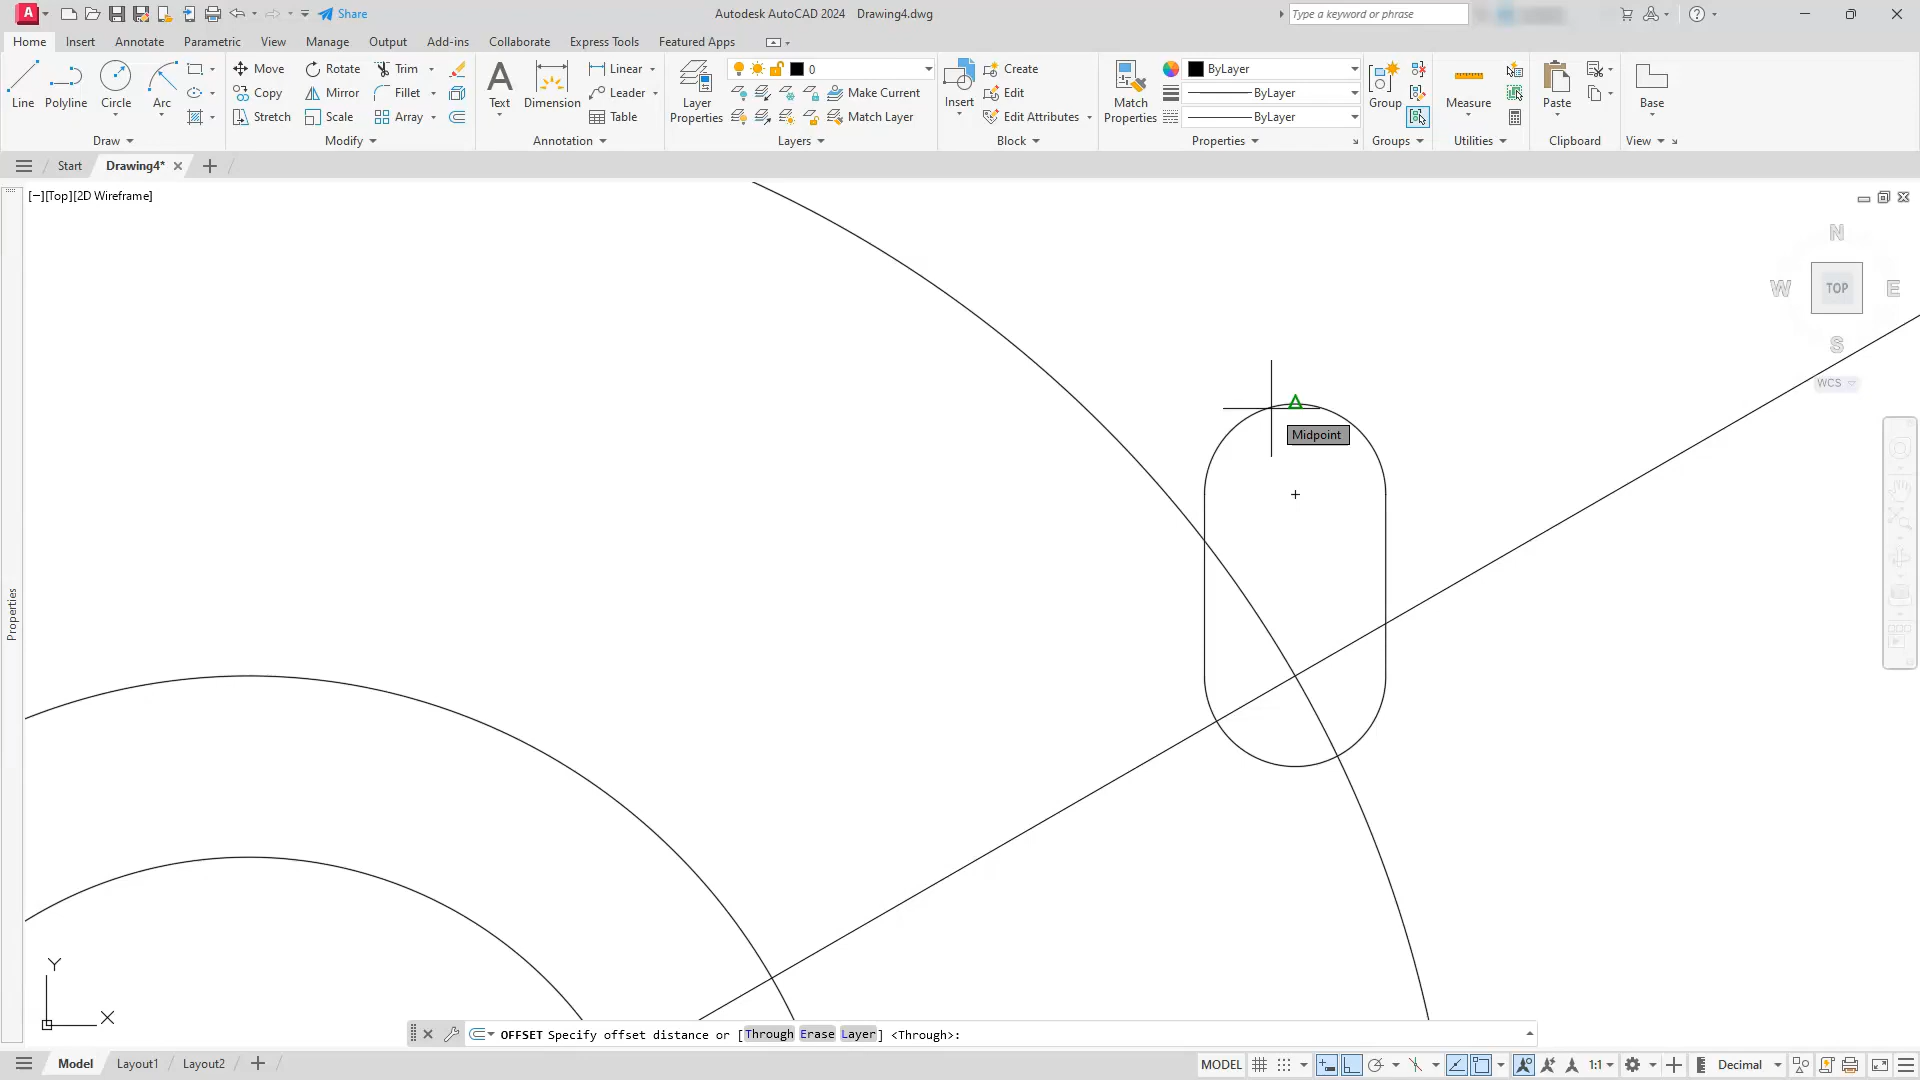 A Share Autodesk AutoCAD 2024 Drawing4.dwg Type a keyword or phrase
Home Insert Annotate Parametric View Manage Output Add-ins Collaborate Express Tools Featured Apps
Line Polyline Circle Arc
Move Rotate Trim
Copy Mirror Fillet
Stretch Scale Array
Text Dimension
Linear
Leader
Table
Layer Properties
0
Make Current
Match Layer
Insert
Create
Edit
Edit Attributes
Match Properties
ByLayer
ByLayer
ByLayer
Group
Measure
Paste
Base
Draw Modify Annotation Layers Block Properties Groups Utilities Clipboard View
Start Drawing4*
[−][Top][2D Wireframe]
N
W TOP E
S
WCS
Midpoint
Properties
Y
X
OFFSET Specify offset distance or [Through Erase Layer] <Through>:
Model Layout1 Layout2 MODEL 1:1 Decimal